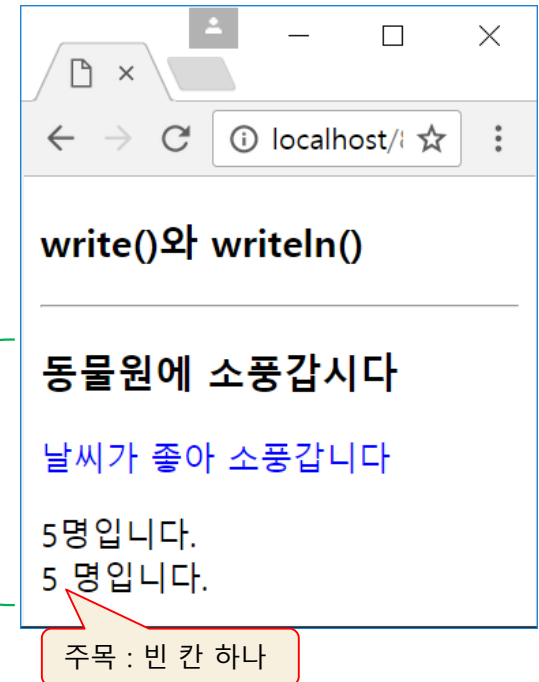 localhost/
write()와 writeln()
동물원에 소풍갑시다
날씨가 좋아 소풍갑니다
5명입니다.
5 명입니다.
주목 : 빈 칸 하나